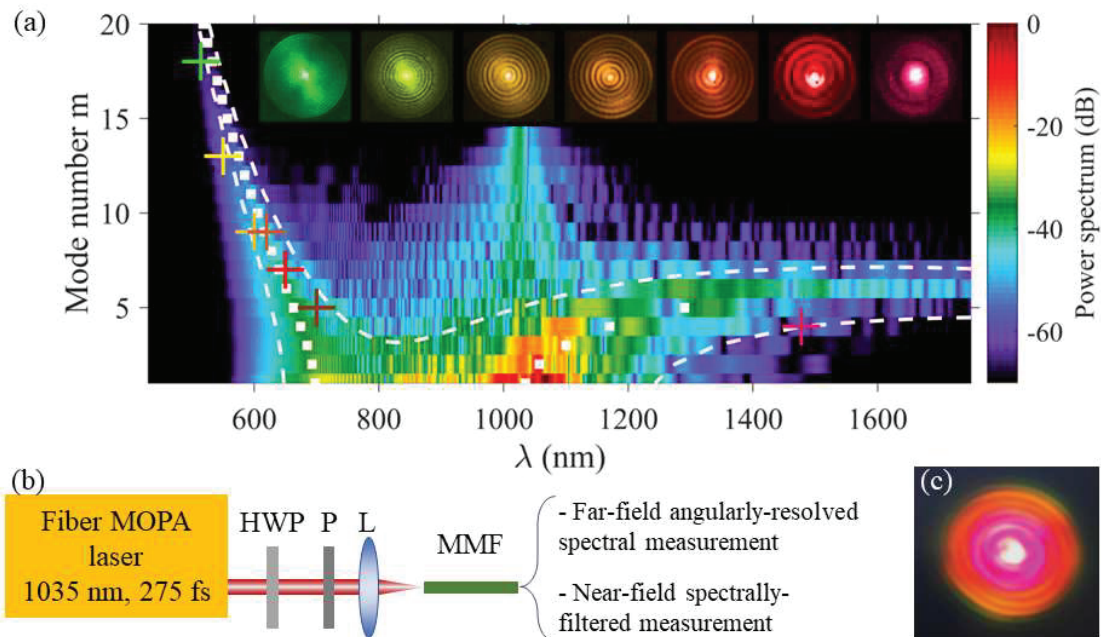 (a)
20
15
10
5
Mode number m
600 800 1000 1200 1400 1600
λ (nm)
0
-20
-40
-60
Power spectrum (dB)
(b)
Fiber MOPA
laser
1035 nm, 275 fs
HWP P L
MMF
- Far-field angularly-resolved
spectral measurement
- Near-field spectrally-
filtered measurement
(c)